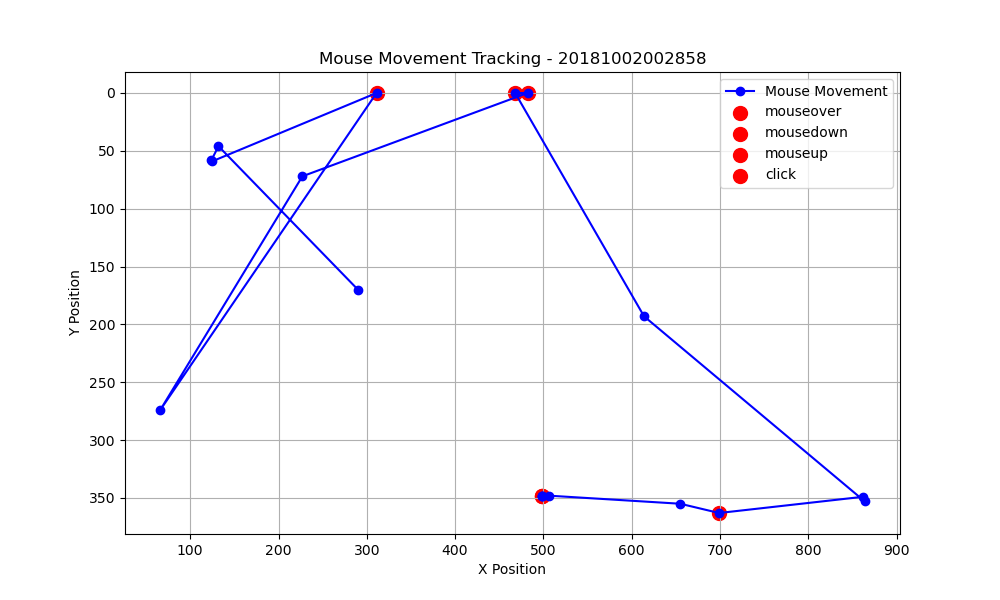 Mouse Movement Tracking - 20181002002858
Mouse Movement
mouseover
mousedown
mouseup
click
Y Position
0
50
100
150
200
250
300
350
100
200
300
400
500
600
700
800
900
X Position